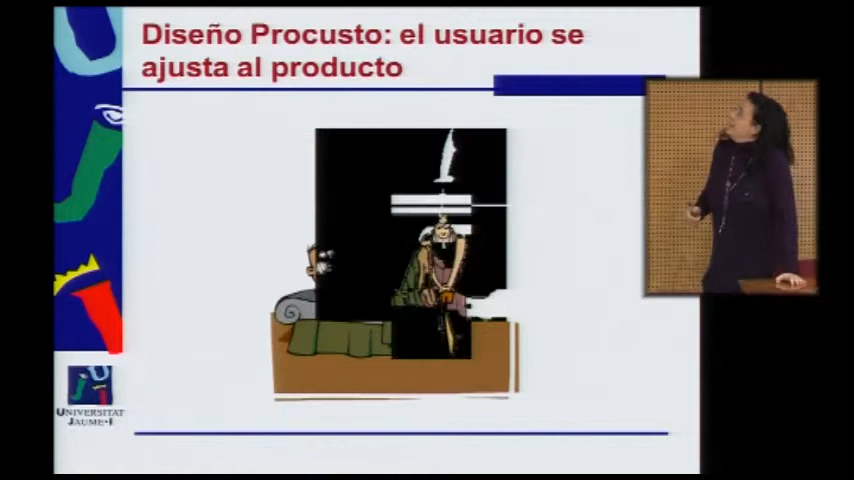 Diseño Procusto: el usuario se
ajusta al producto
UNIVERSITAT
JAUME•I